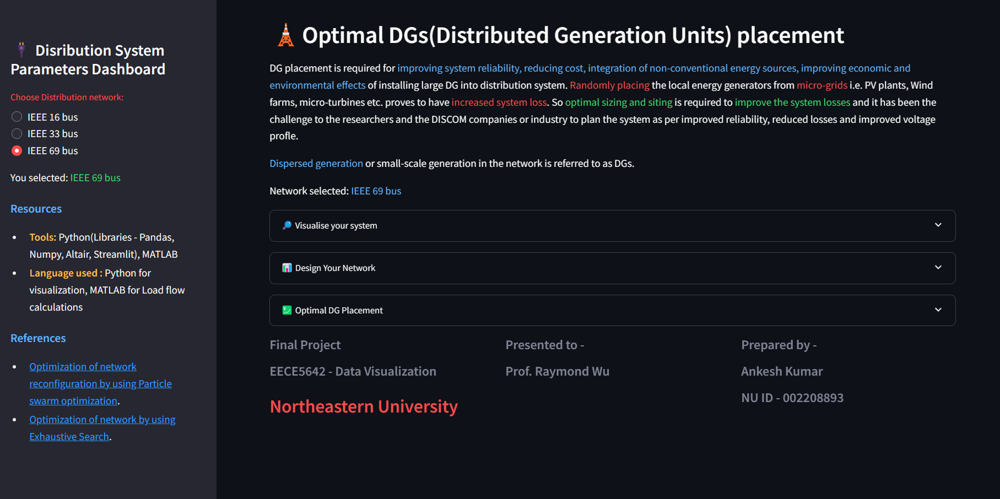 Disribution System
Parameters Dashboard
Choose Distribution network:
IEEE 16 bus
IEEE 33 bus
IEEE 69 bus
You selected: IEEE 69 bus
Resources
Tools: Python(Libraries - Pandas,
Numpy, Altair, Streamlit), MATLAB
Language used : Python for
visualization, MATLAB for Load flow
calculations
References
Optimization of network
reconfiguration by using Particle
swarm optimization.
Optimization of network by using
Exhaustive Search.
Optimal DGs(Distributed Generation Units) placement
DG placement is required for improving system reliability, reducing cost, integration of non-conventional energy sources, improving economic and
environmental effects of installing large DG into distribution system. Randomly placing the local energy generators from micro-grids i.e. PV plants, Wind
farms, micro-turbines etc. proves to have increased system loss. So optimal sizing and siting is required to improve the system losses and it has been the
challenge to the researchers and the DISCOM companies or industry to plan the system as per improved reliability, reduced losses and improved voltage
profle.
Dispersed generation or small-scale generation in the network is referred to as DGs.
Network selected: IEEE 69 bus
Visualise your system
Design Your Network
Optimal DG Placement
Final Project
EECE5642 - Data Visualization
Northeastern University
Presented to -
Prof. Raymond Wu
Prepared by -
Ankesh Kumar
NU ID - 002208893